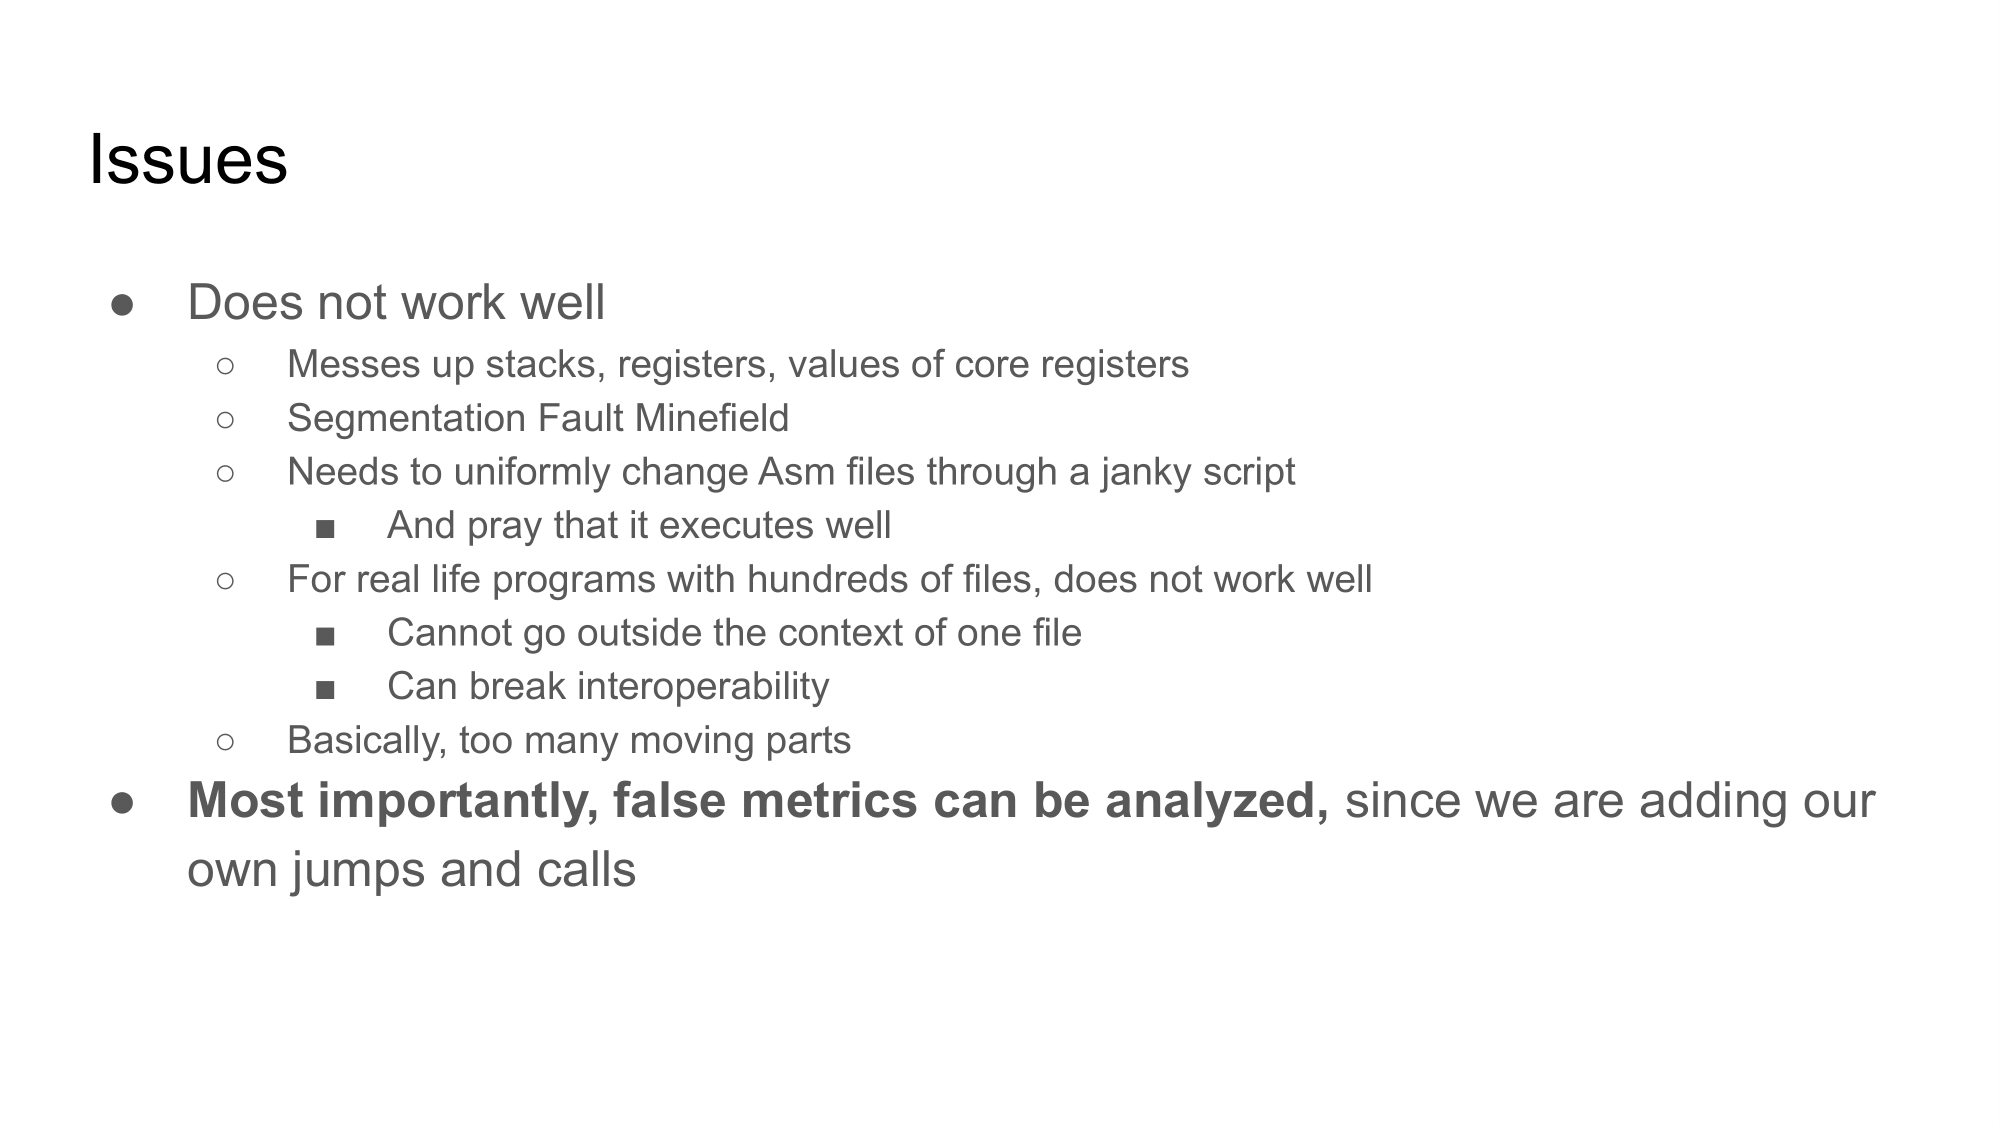 Issues
● Does not work well
○ Messes up stacks, registers, values of core registers
○ Segmentation Fault Minefield
○ Needs to uniformly change Asm files through a janky script
■ And pray that it executes well
○ For real life programs with hundreds of files, does not work well
■ Cannot go outside the context of one file
■ Can break interoperability
○ Basically, too many moving parts
● Most importantly, false metrics can be analyzed, since we are adding our
own jumps and calls